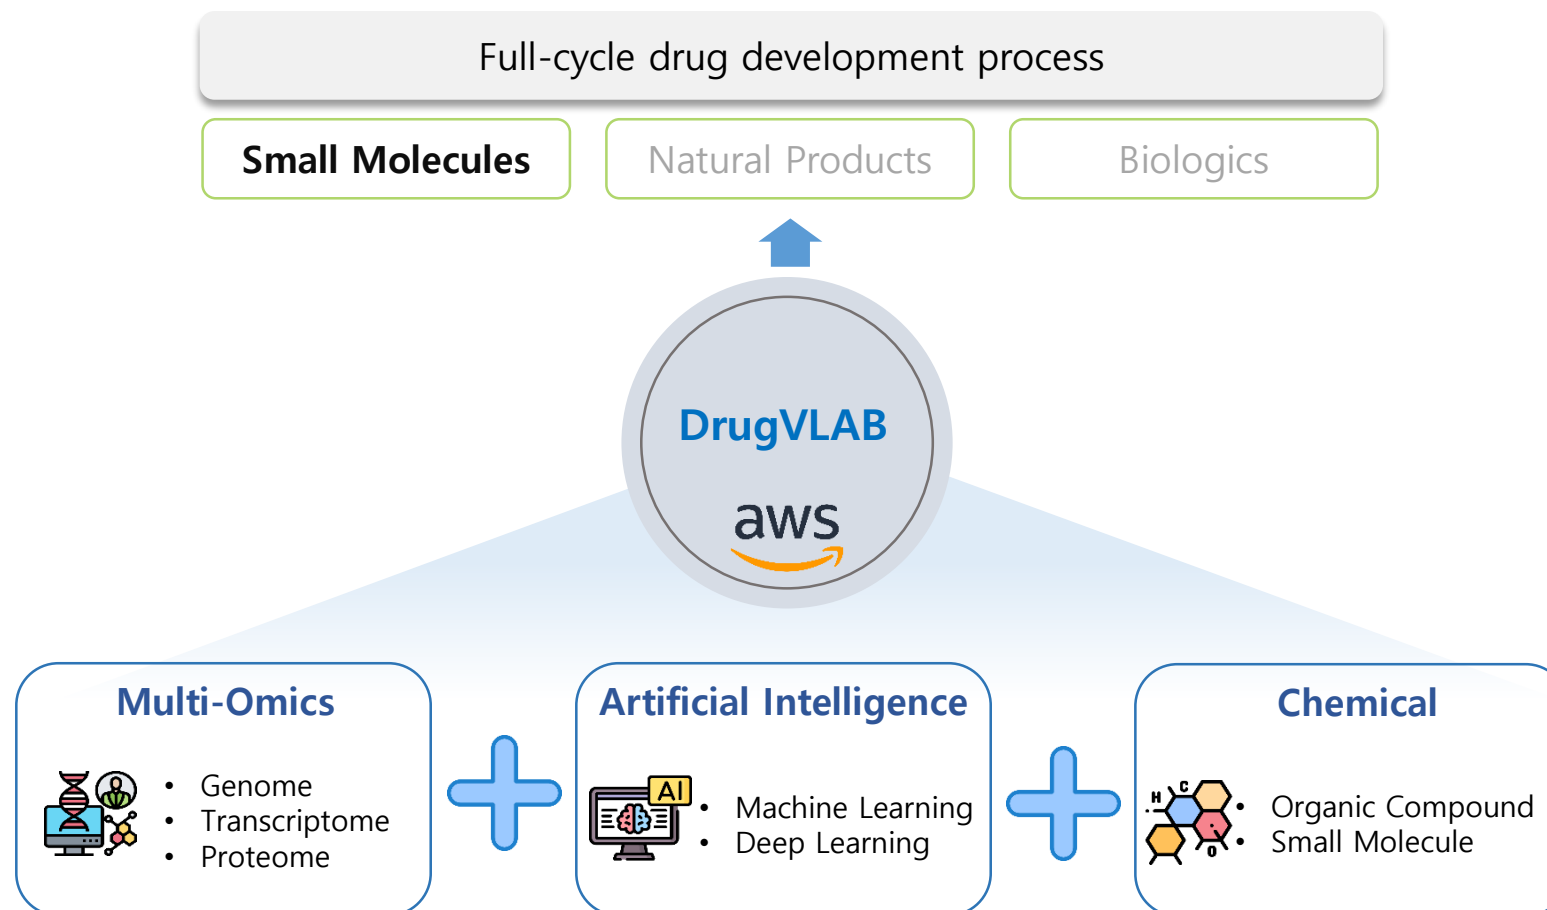 Full-cycle drug development process
Small Molecules
Natural Products
Biologics
DrugVLAB
aws
Multi-Omics
• Genome
• Transcriptome
• Proteome
Artificial Intelligence
AI
• Machine Learning
• Deep Learning
Chemical
H C
O
• Organic Compound
• Small Molecule